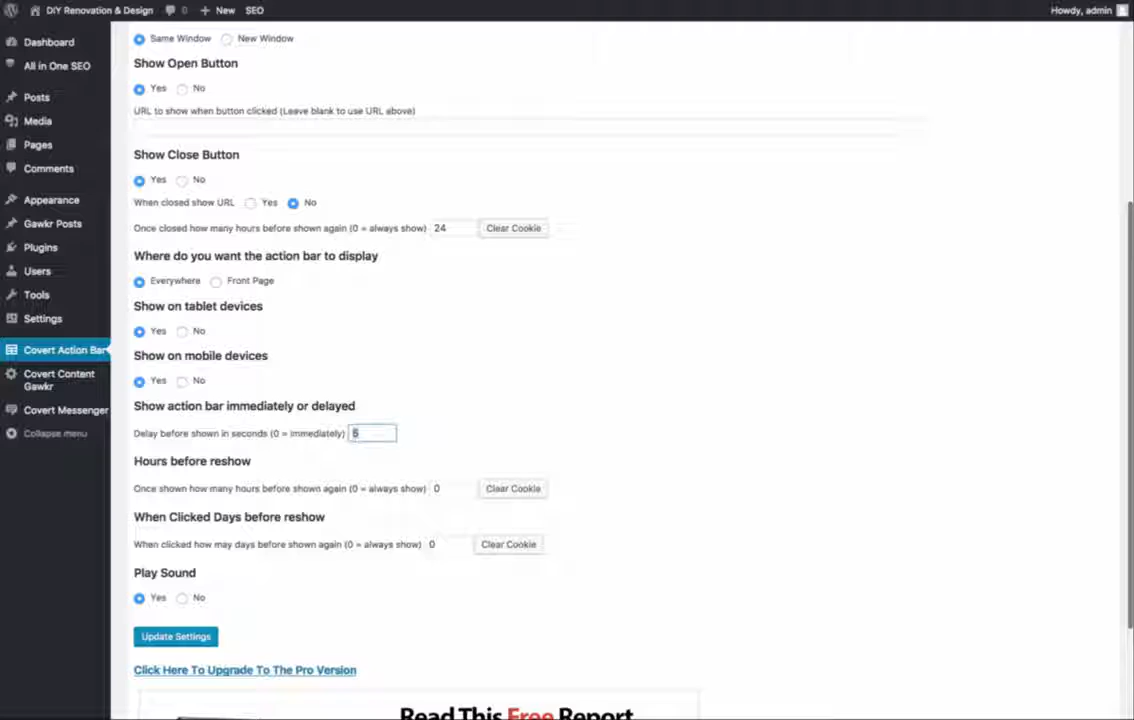 DIY Renovation & Design 0 + New SEO Howdy, admin
Dashboard
All in One SEO
Posts
Media
Pages
Comments
Appearance
Gawkr Posts
Plugins
Users
Tools
Settings
Covert Action Bar
Covert Content
Gawkr
Covert Messenger
Collapse menu
Same Window New Window
Show Open Button
Yes No
URL to show when button clicked (Leave blank to use URL above)
Show Close Button
Yes No
When closed show URL Yes No
Once closed how many hours before shown again (0 = always show) 24 Clear Cookie
Where do you want the action bar to display
Everywhere Front Page
Show on tablet devices
Yes No
Show on mobile devices
Yes No
Show action bar immediately or delayed
Delay before shown in seconds (0 = immediately) 5
Hours before reshow
Once shown how many hours before shown again (0 = always show) 0 Clear Cookie
When Clicked Days before reshow
When clicked how may days before shown again (0 = always show) 0 Clear Cookie
Play Sound
Yes No
Update Settings
Click Here To Upgrade To The Pro Version
Read This Free Report